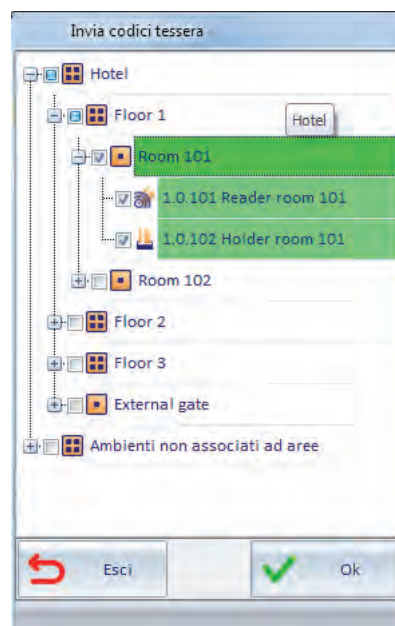 Invia codici tessera
Hotel
Floor 1
Hotel
Room 101
1.0.101 Reader room 101
1.0.102 Holder room 101
Room 102
Floor 2
Floor 3
External gate
Ambienti non associati ad aree
Esci
Ok